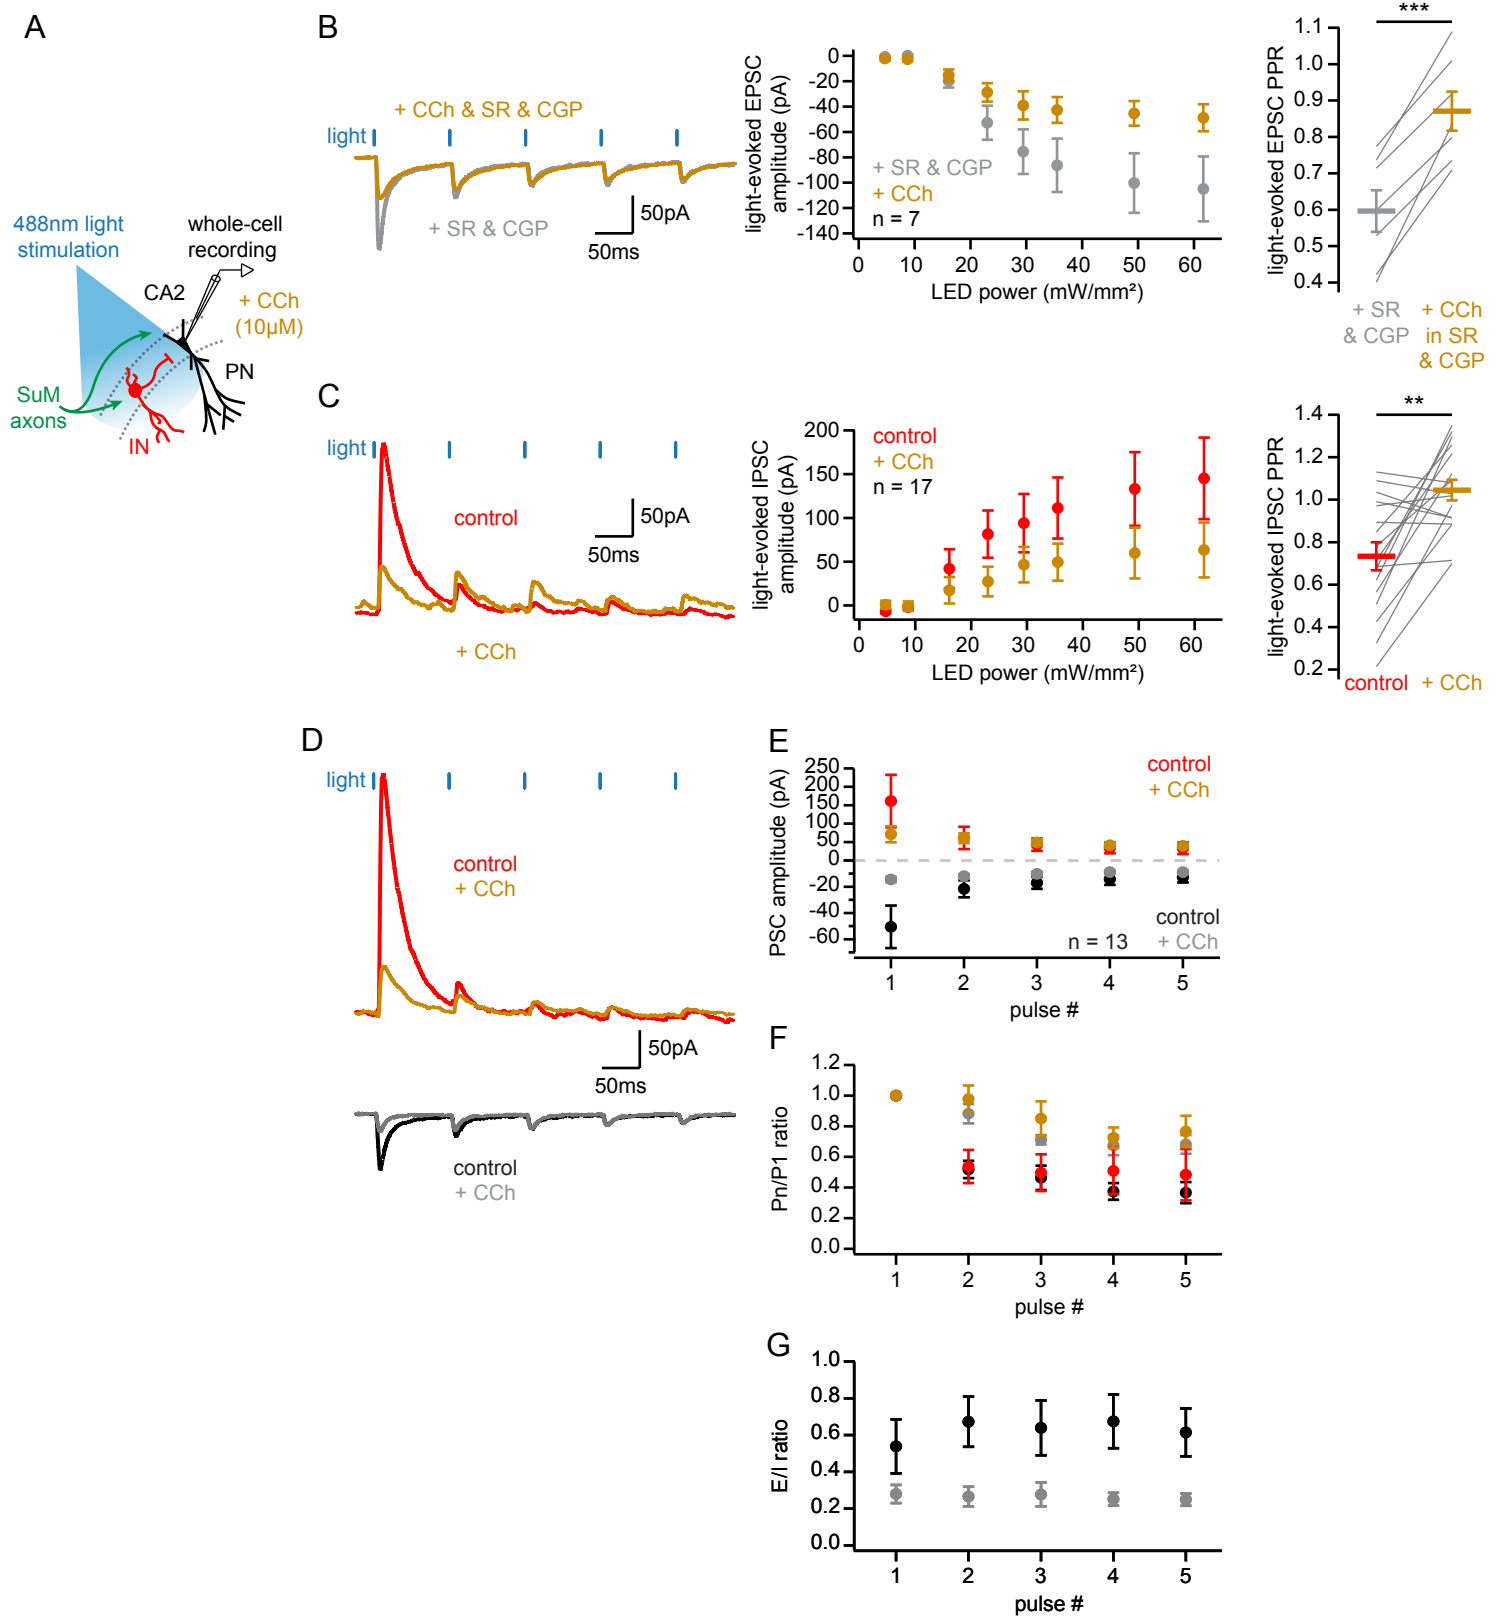 A
488nm light
stimulation
whole-cell
recording
CA2
+ CCh
(10µM)
PN
SuM
axons
IN
B
+ CCh & SR & CGP
light
+ SR & CGP
50pA
50ms
light-evoked EPSC
amplitude (pA)
0
-20
-40
-60
-80
-100
-120
-140
+ SR & CGP
+ CCh
n = 7
0
10
20
30
40
50
60
LED power (mW/mm²)
***
light-evoked EPSC PPR
1.1
1.0
0.9
0.8
0.7
0.6
0.5
0.4
+ SR
& CGP
+ CCh
in SR
& CGP
C
light
control
50pA
50ms
+ CCh
light-evoked IPSC
amplitude (pA)
200
150
100
50
0
control
+ CCh
n = 17
0
10
20
30
40
50
60
LED power (mW/mm²)
**
light-evoked IPSC PPR
1.4
1.2
1.0
0.8
0.6
0.4
0.2
control
+ CCh
D
light
control
+ CCh
50pA
50ms
control
+ CCh
E
PSC amplitude (pA)
250
200
150
100
50
0
-20
-40
-60
control
+ CCh
control
+ CCh
n = 13
1
2
3
4
5
pulse #
F
Pn/P1 ratio
1.2
1.0
0.8
0.6
0.4
0.2
0.0
1
2
3
4
5
pulse #
G
E/I ratio
1.0
0.8
0.6
0.4
0.2
0.0
1
2
3
4
5
pulse #